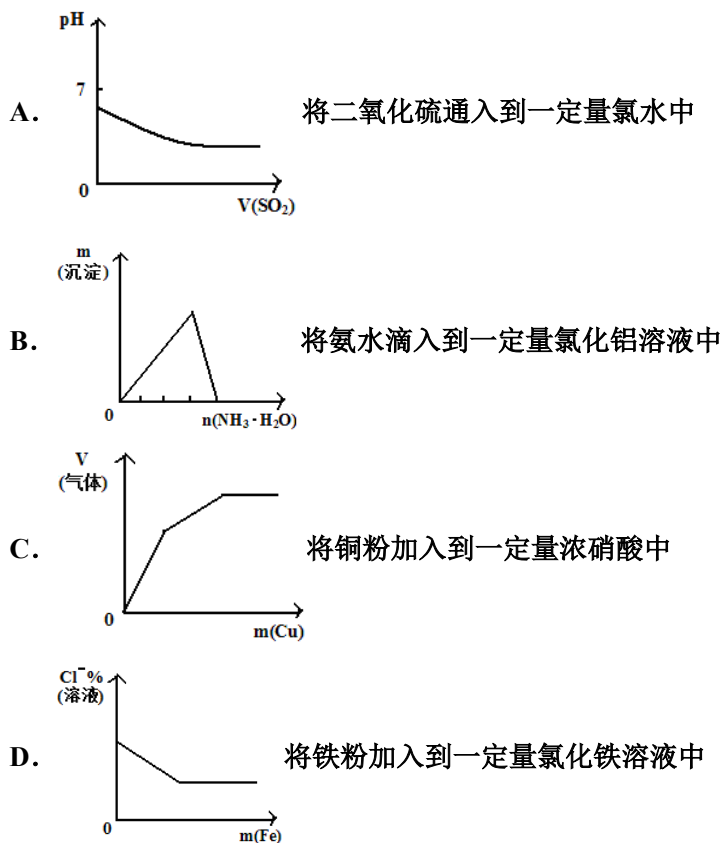 pH
7
A. 将二氧化硫通入到一定量氯水中
0
V(SO₂)
m
(沉淀)
B. 将氨水滴入到一定量氯化铝溶液中
0
n(NH₃·H₂O)
V
(气体)
C. 将铜粉加入到一定量浓硝酸中
0
m(Cu)
Cl⁻%
(溶液)
D. 将铁粉加入到一定量氯化铁溶液中
0
m(Fe)